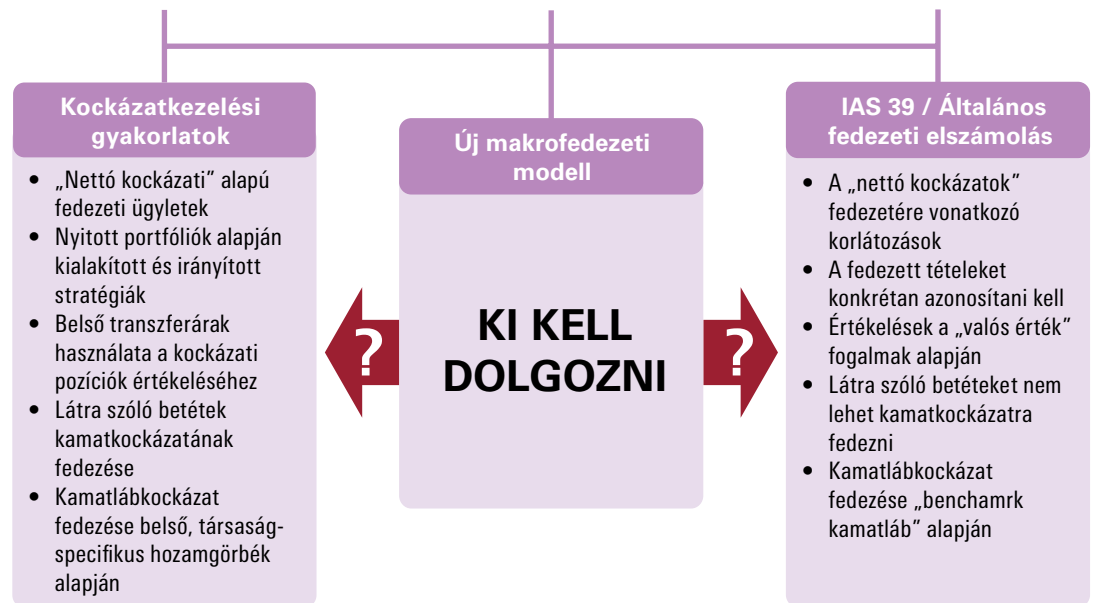 Kockázatkezelési
gyakorlatok
• „Nettó kockázati” alapú
fedezeti ügyletek
• Nyitott portfóliók alapján
kialakított és irányított
stratégiák
• Belső transzferárak
használata a kockázati
pozíciók értékeléséhez
• Látra szóló betétek
kamatkockázatának
fedezése
• Kamatlábkockázat
fedezése belső, társaság-
specifikus hozamgörbék
alapján
?
Új makrofedezeti
modell
KI KELL
DOLGOZNI
?
IAS 39 / Általános
fedezeti elszámolás
• A „nettó kockázatok”
fedezetére vonatkozó
korlátozások
• A fedezett tételeket
konkrétan azonosítani kell
• Értékelések a „valós érték”
fogalmak alapján
• Látra szóló betéteket nem
lehet kamatkockázatra
fedezni
• Kamatlábkockázat
fedezése „benchamrk
kamatláb” alapján